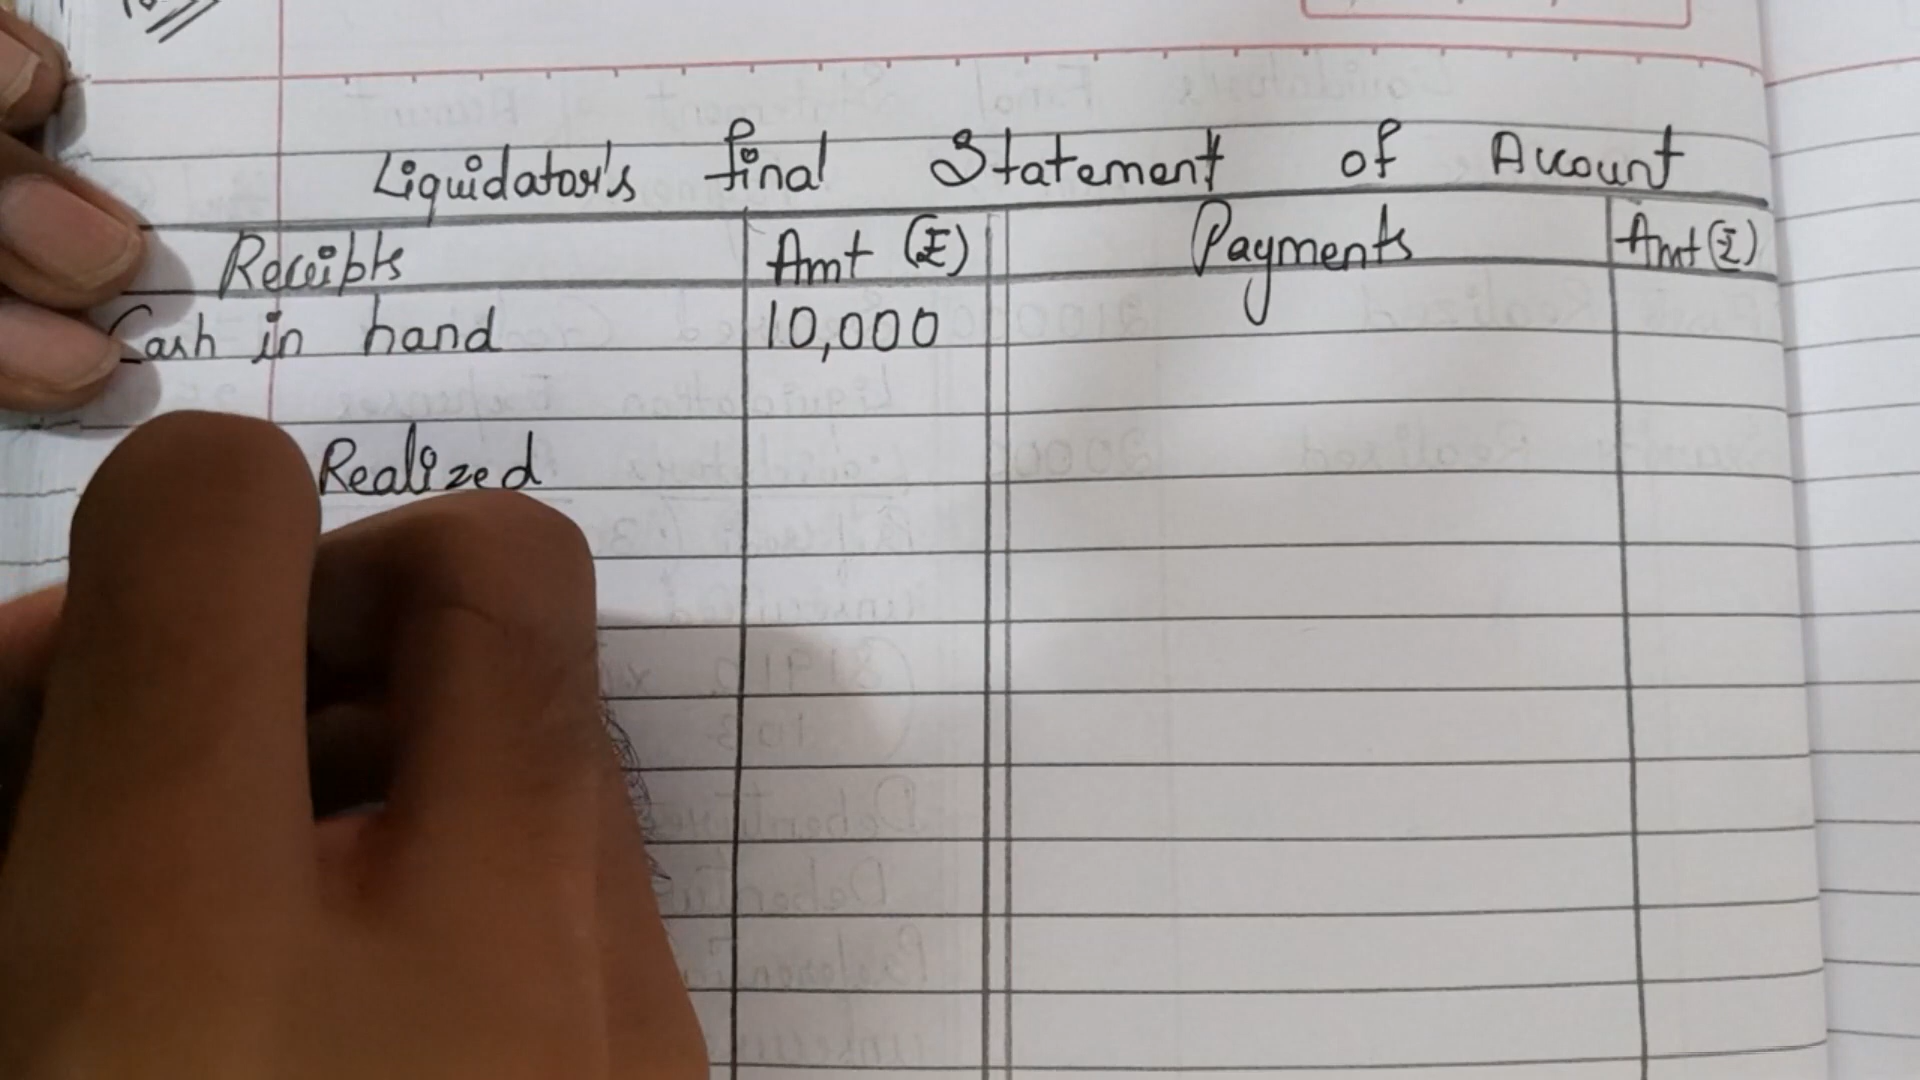 Liquidator's final Statement of Account
Receipts Amt (₹) Payments Amt (₹)
Cash in hand 10,000
Realized